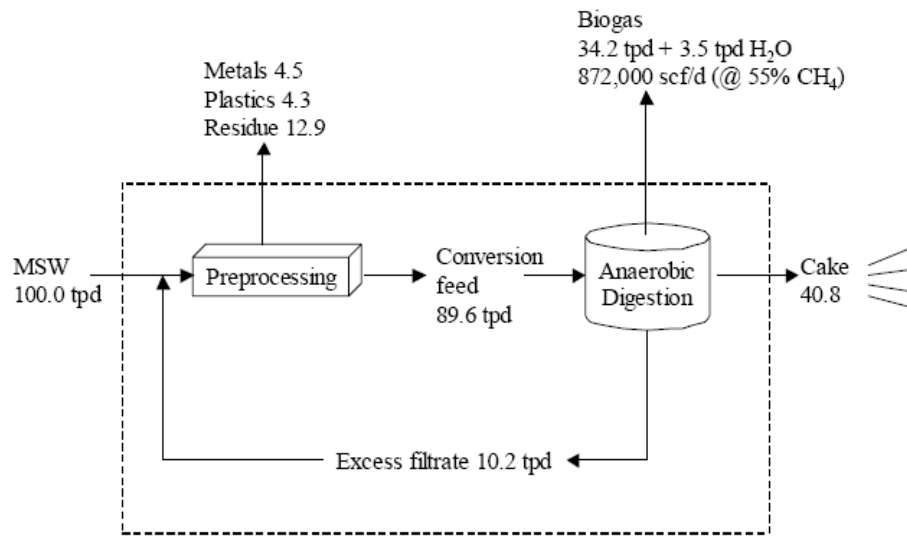 Biogas
34.2 tpd + 3.5 tpd H₂O
872,000 scf/d (@ 55% CH₄)
Metals 4.5
Plastics 4.3
Residue 12.9
MSW
100.0 tpd
Preprocessing
Conversion
feed
89.6 tpd
Anaerobic
Digestion
Cake
40.8
Excess filtrate 10.2 tpd